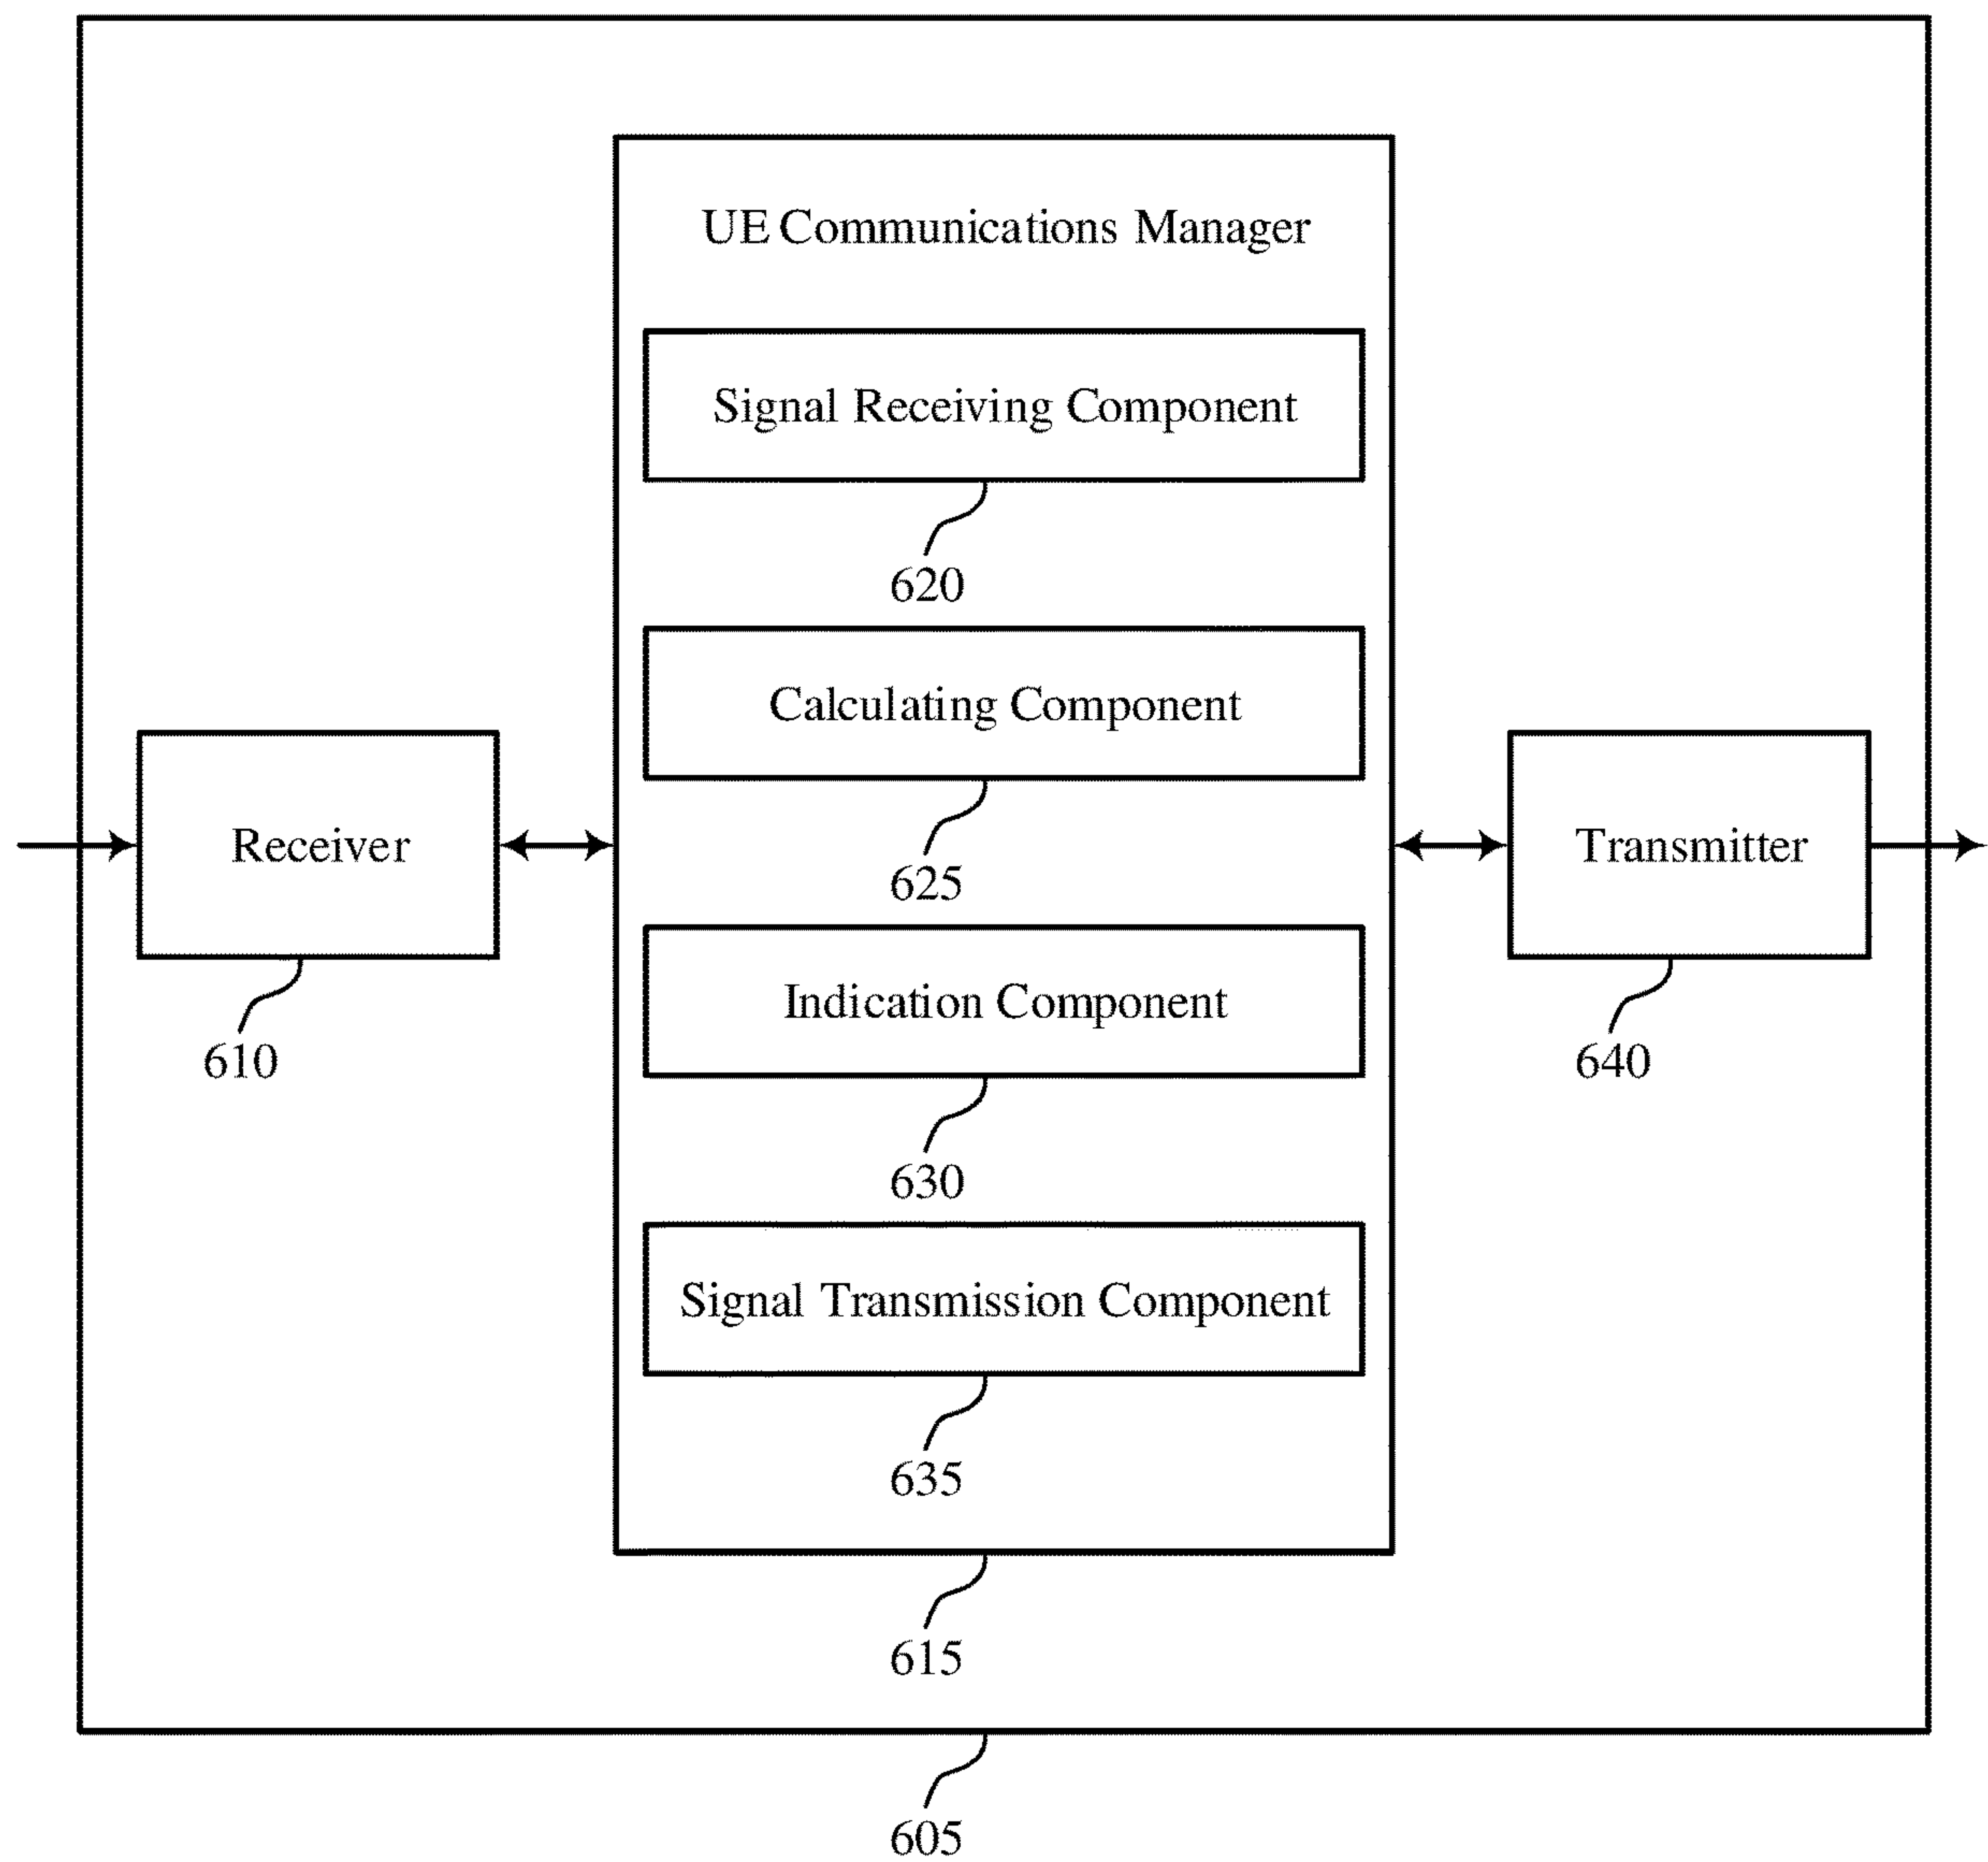 UE Communications Manager
Signal Receiving Component
620
Calculating Component
625
Receiver
610
Indication Component
630
Transmitter
640
Signal Transmission Component
635
615
605